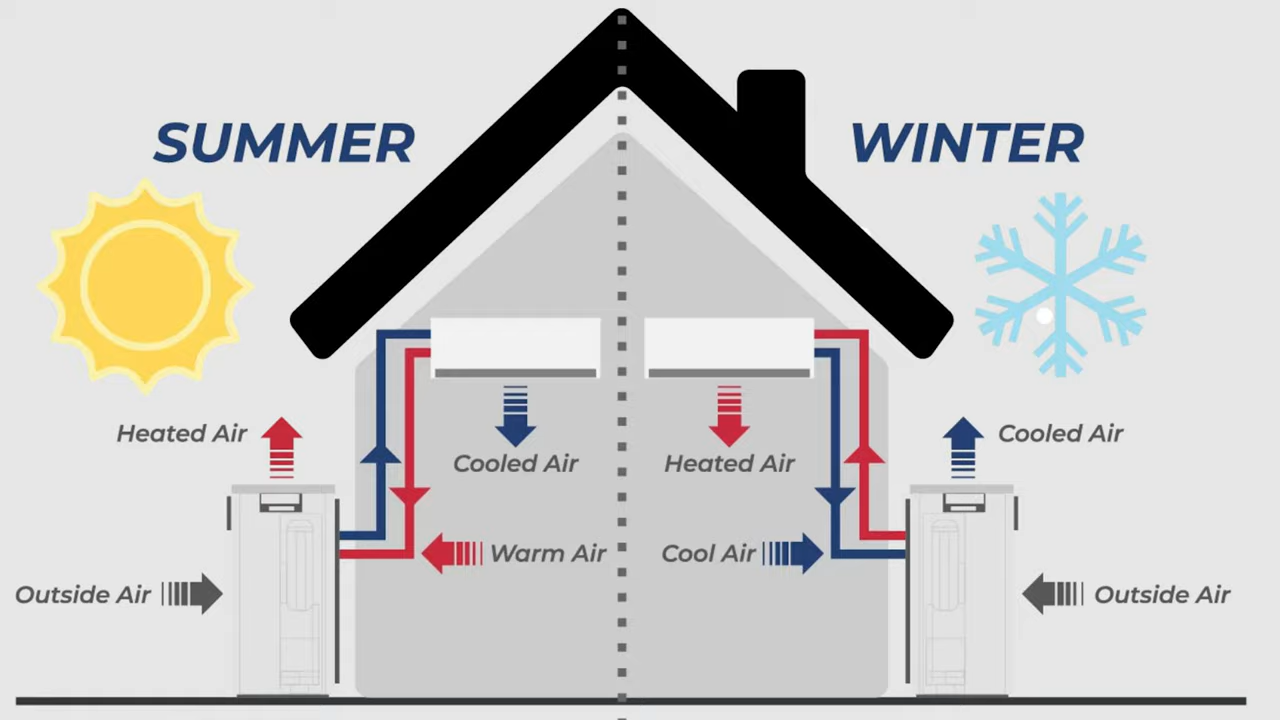 SUMMER
WINTER
Heated Air
Cooled Air
Cooled Air
Heated Air
Warm Air
Cool Air
Outside Air
Outside Air